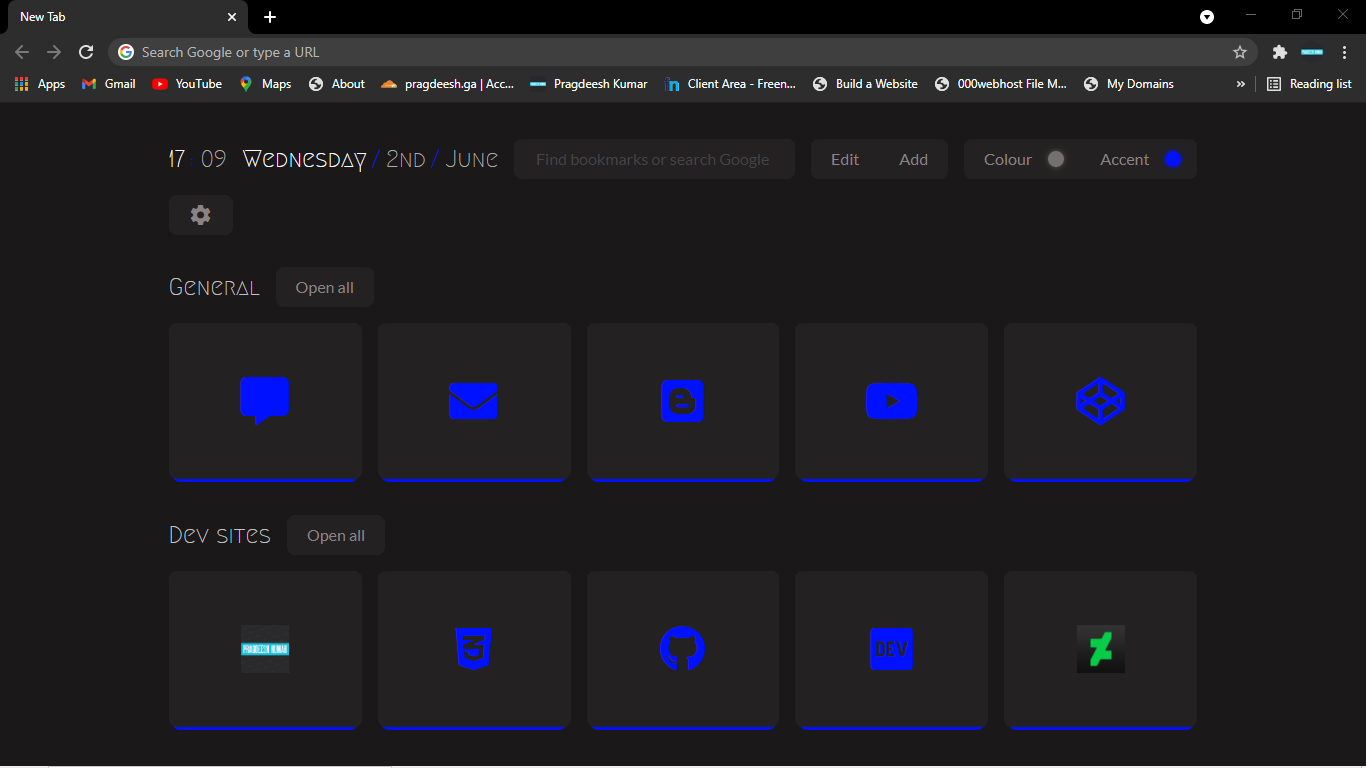 New Tab
Search Google or type a URL
Apps Gmail YouTube Maps About pragdeesh.ga | Acc... Pragdeesh Kumar Client Area - Freen... Build a Website 000webhost File M... My Domains » Reading list
17 : 09 Wednesday / 2nd / June Find bookmarks or search Google Edit Add Colour Accent
General Open all
Dev sites Open all
PRAGDEESH KUMAR
DEV